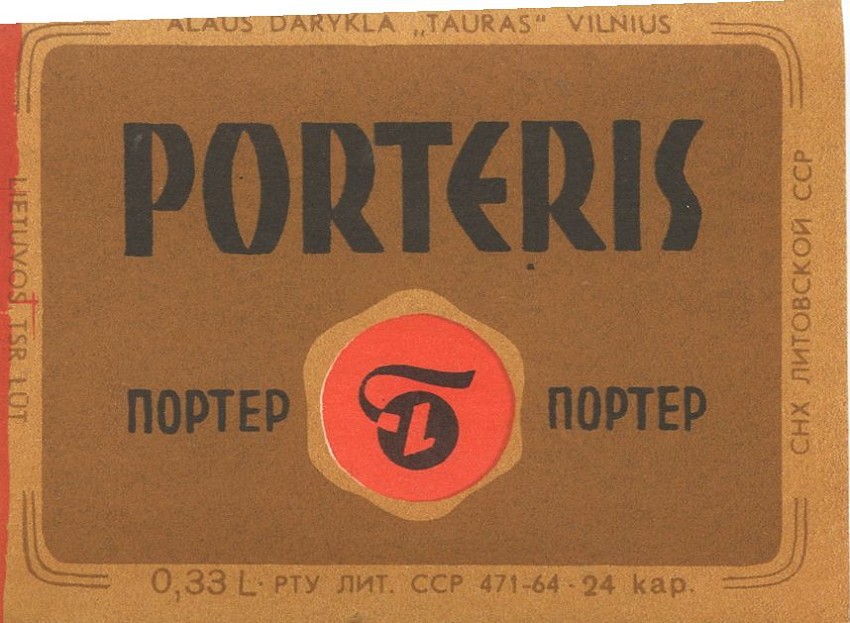 ALAUS DARYKLA „TAURAS“ VILNIUS
PORTERIS
ПОРТЕР
ПОРТЕР
LIETUVOS TSR LŪT
СНХ ЛИТОВСКОЙ ССР
0,33 L· РТУ ЛИТ. ССР 471-64 - 24 kap.